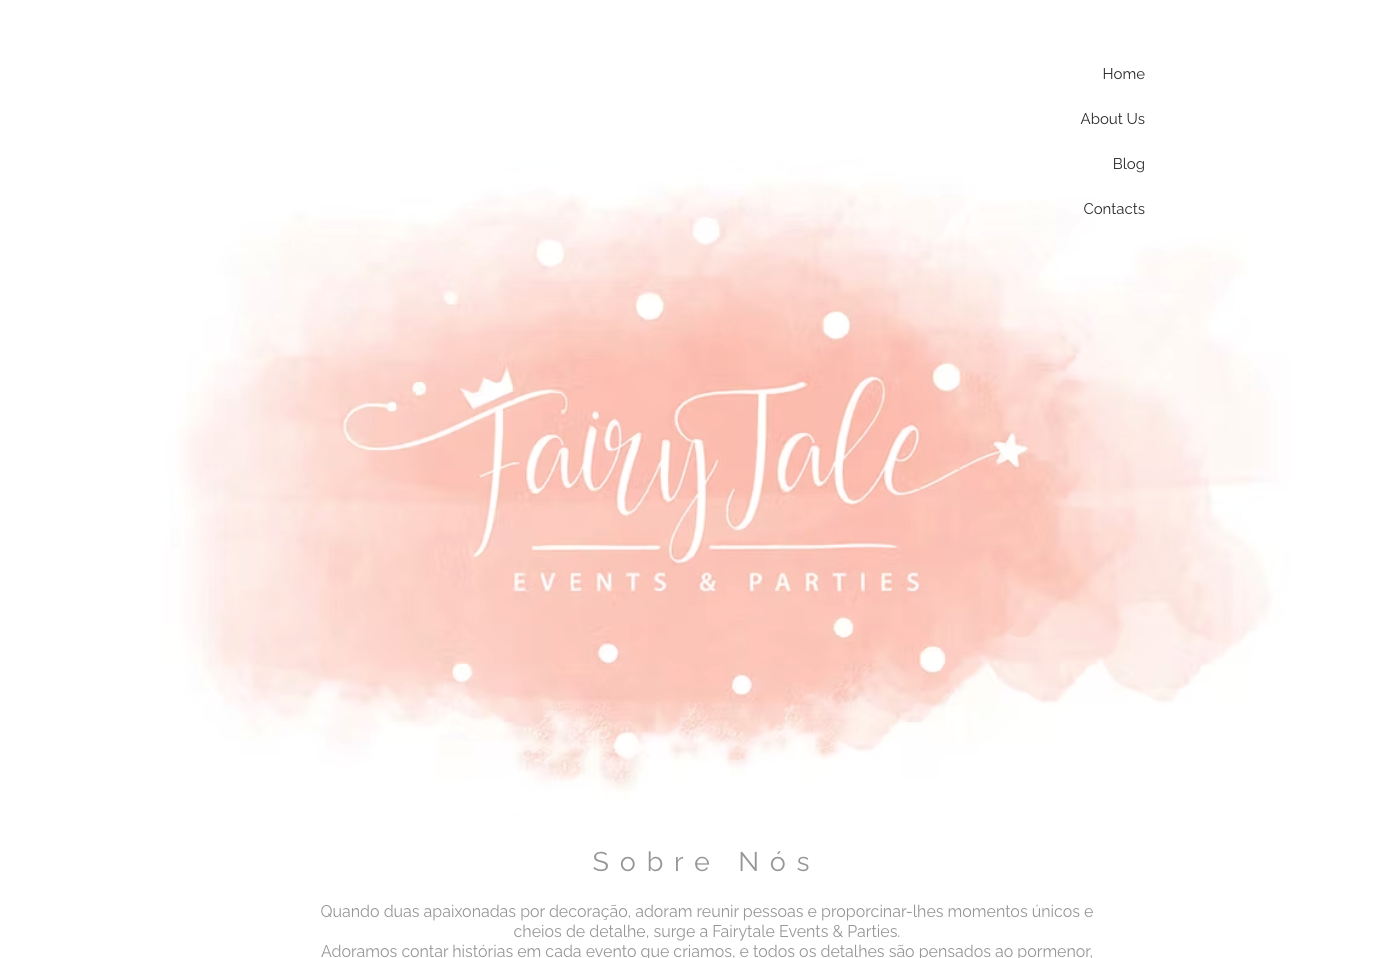 Home
About Us
Blog
Contacts
Fairy Tale
EVENTS & PARTIES
Sobre Nós
Quando duas apaixonadas por decoração, adoram reunir pessoas e proporcinar-lhes momentos únicos e
cheios de detalhe, surge a Fairytale Events & Parties.
Adoramos contar histórias em cada evento que criamos, e todos os detalhes são pensados ao pormenor,